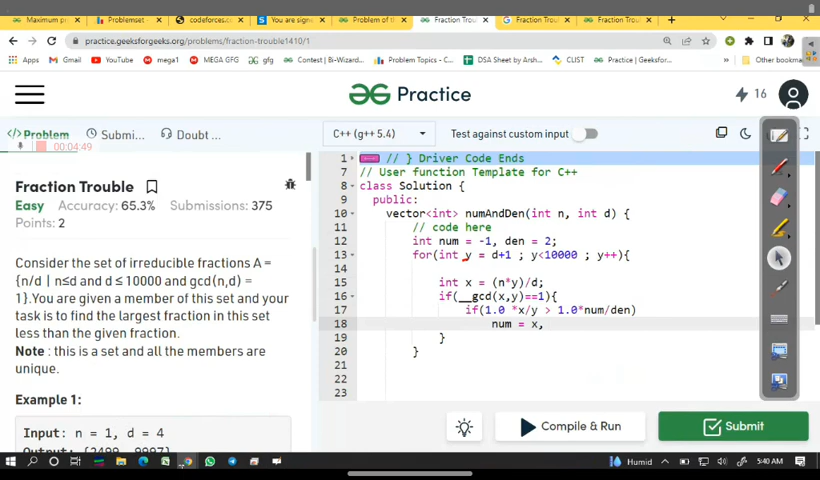 Maximum p
Problemset -
codeforces.c
You are signe
Problem of th
Fraction Trou
Fraction Trou
Fraction Trou
practice.geeksforgeeks.org/problems/fraction-trouble1410/1
Apps
Gmail
YouTube
mega1
MEGA GFG
gfg
Contest | Bi-Wizard...
Problem Topics - C...
DSA Sheet by Arsh...
CLIST
Practice | Geeksfor...
Other bookma
Practice
16
Problem
Submi...
Doubt ...
00:04:49
C++ (g++ 5.4)
Test against custom input
Fraction Trouble
Easy Accuracy: 65.3% Submissions: 375
Points: 2
Consider the set of irreducible fractions A =
{n/d | n≤d and d ≤ 10000 and gcd(n,d) =
1}.You are given a member of this set and your
task is to find the largest fraction in this set
less than the given fraction.
Note : this is a set and all the members are
unique.
Example 1:
Input: n = 1, d = 4
1 // } Driver Code Ends
7 // User function Template for C++
8 class Solution {
9 public:
10 vector<int> numAndDen(int n, int d) {
11 // code here
12 int num = -1, den = 2;
13 for(int y = d+1 ; y<10000 ; y++){
14
15 int x = (n*y)/d;
16 if(__gcd(x,y)==1){
17 if(1.0 *x/y > 1.0*num/den)
18 num = x,
19 }
20 }
21
22
23
Compile & Run
Submit
Humid
5:40 AM